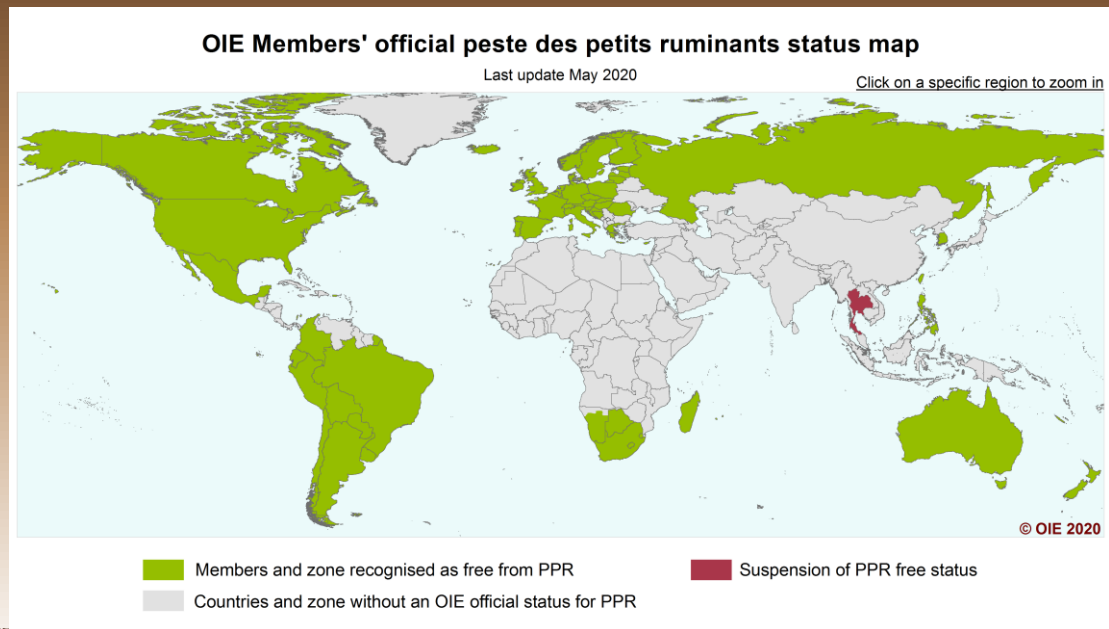 OIE Members' official peste des petits ruminants status map
Last update May 2020
Click on a specific region to zoom in
© OIE 2020
Members and zone recognised as free from PPR
Suspension of PPR free status
Countries and zone without an OIE official status for PPR